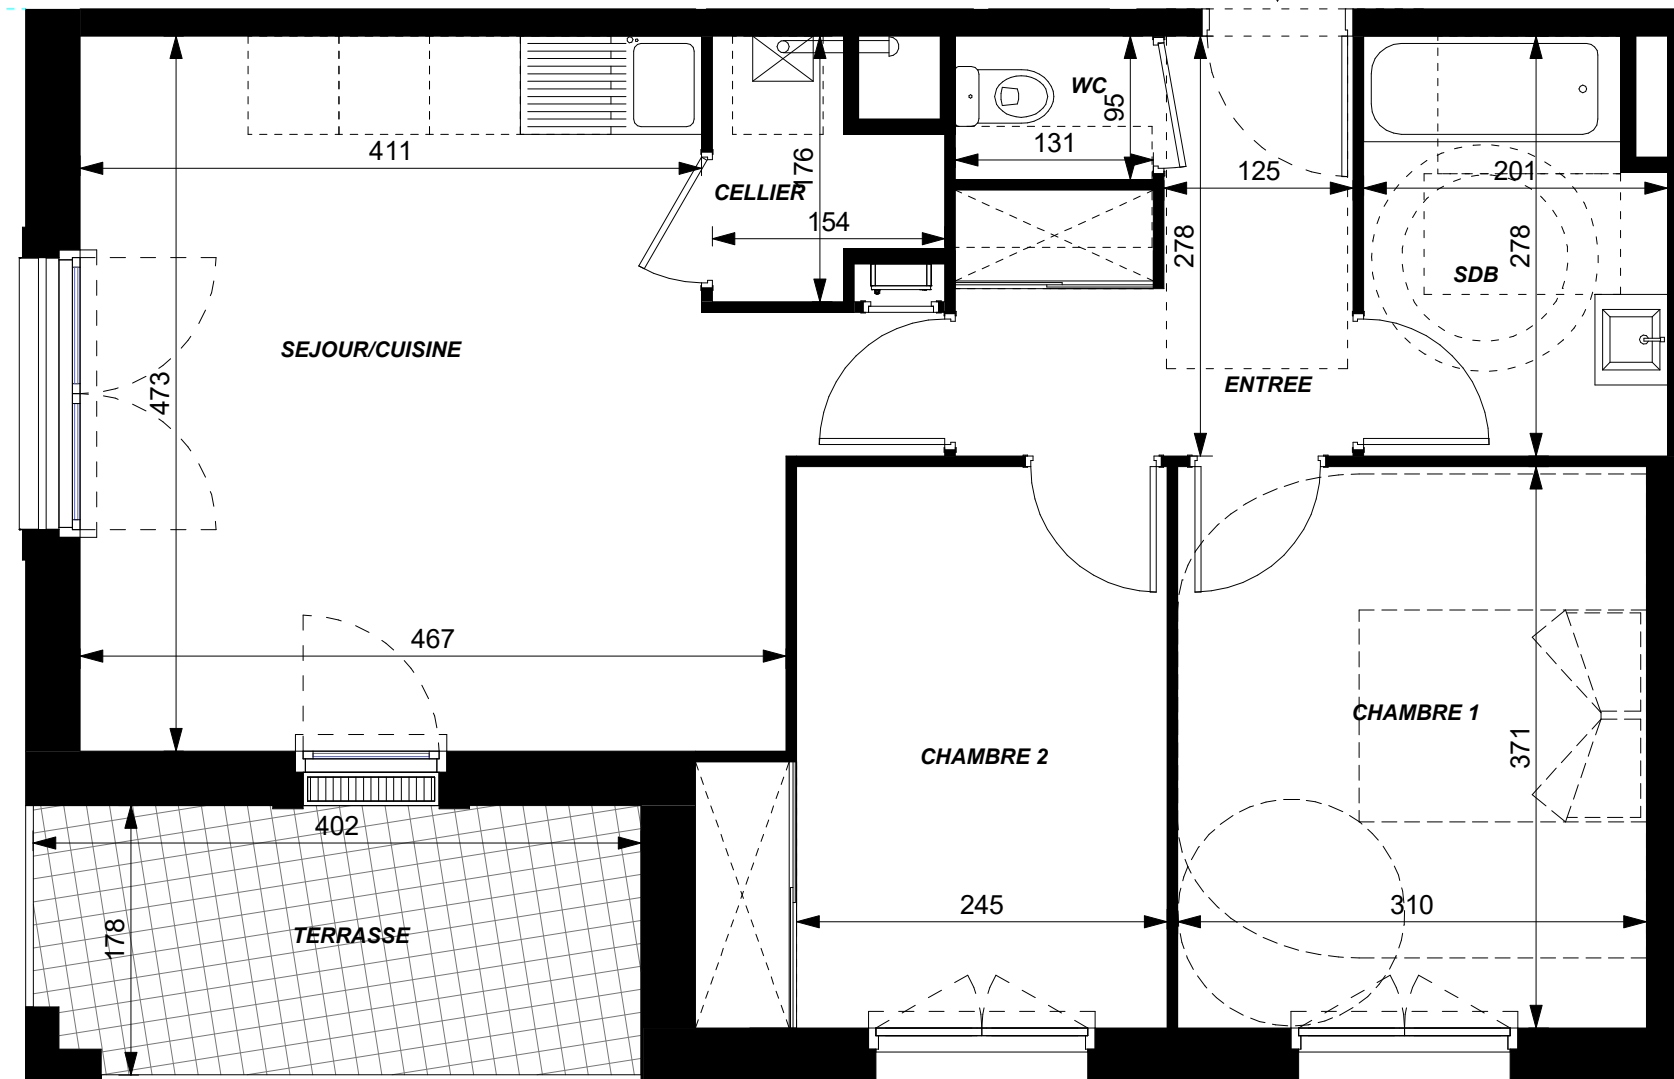 WC
95
411
131
176
125
201
CELLIER
154
278
278
SDB
SEJOUR/CUISINE
473
ENTREE
467
CHAMBRE 1
371
CHAMBRE 2
402
245
310
178
TERRASSE